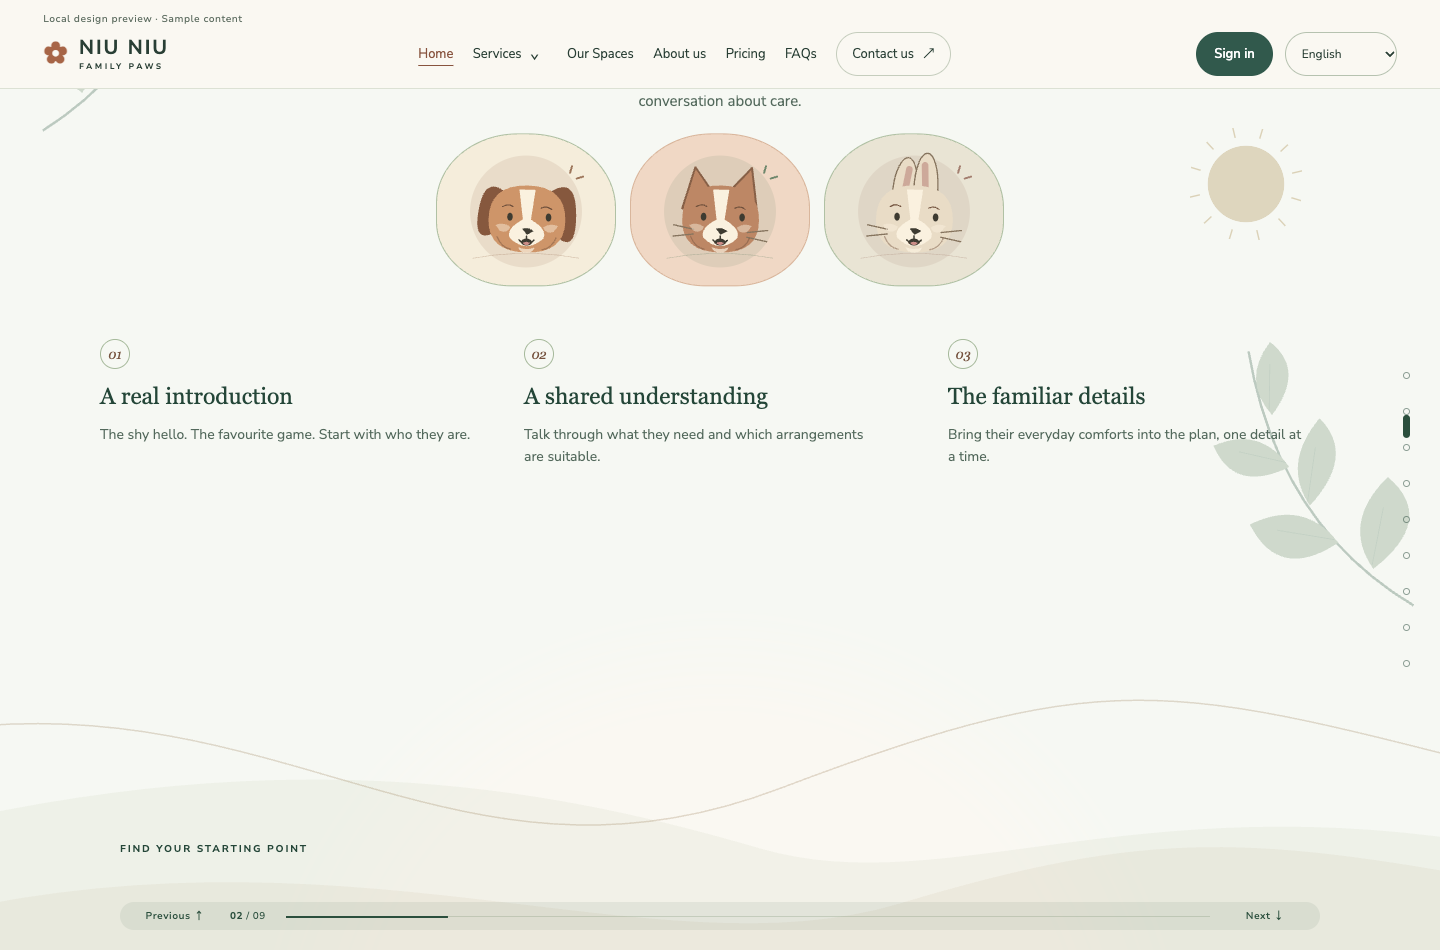 Local design preview · Sample content
NIU NIU
FAMILY PAWS
Home
Services
Our Spaces
About us
Pricing
FAQs
Contact us ↗
Sign in
English
conversation about care.
01
02
03
A real introduction
A shared understanding
The familiar details
The shy hello. The favourite game. Start with who they are.
Talk through what they need and which arrangements
are suitable.
Bring their everyday comforts into the plan, one detail at
a time.
FIND YOUR STARTING POINT
Previous ↑
02 / 09
Next ↓